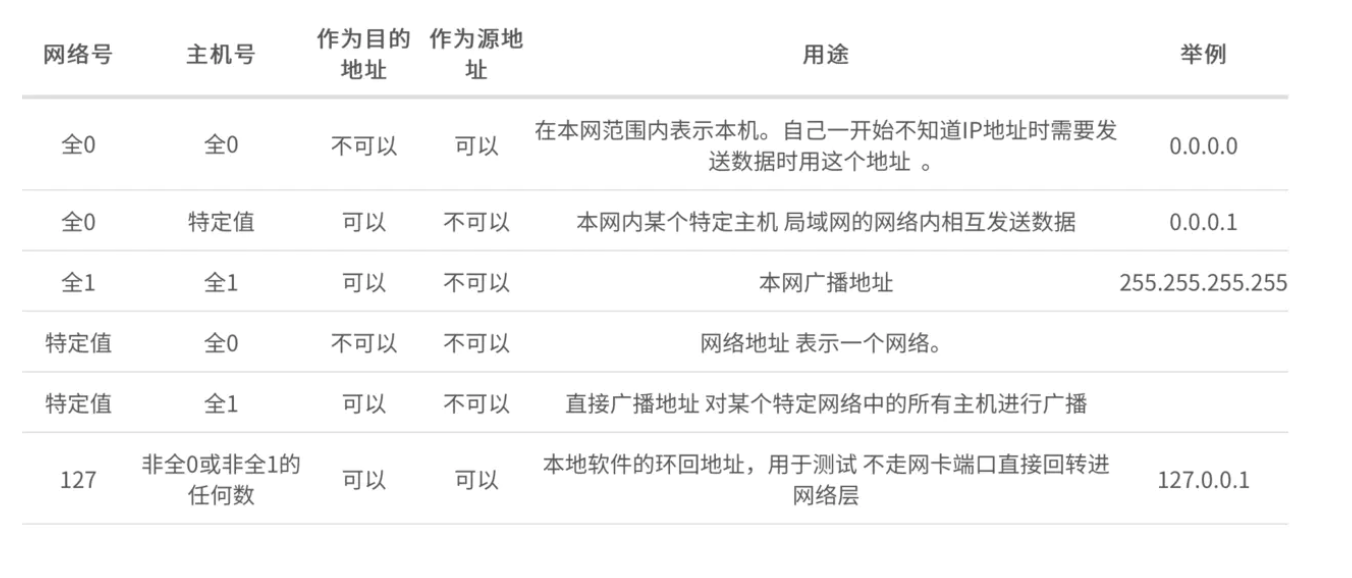 网络号 主机号 作为目的地址 作为源地址 用途 举例
全0 全0 不可以 可以 在本网范围内表示本机。自己一开始不知道IP地址时需要发送数据时用这个地址 。 0.0.0.0
全0 特定值 可以 不可以 本网内某个特定主机 局域网的网络内相互发送数据 0.0.0.1
全1 全1 可以 不可以 本网广播地址 255.255.255.255
特定值 全0 不可以 不可以 网络地址 表示一个网络。
特定值 全1 可以 不可以 直接广播地址 对某个特定网络中的所有主机进行广播
127 非全0或非全1的任何数 可以 可以 本地软件的环回地址，用于测试 不走网卡端口直接回转进网络层 127.0.0.1